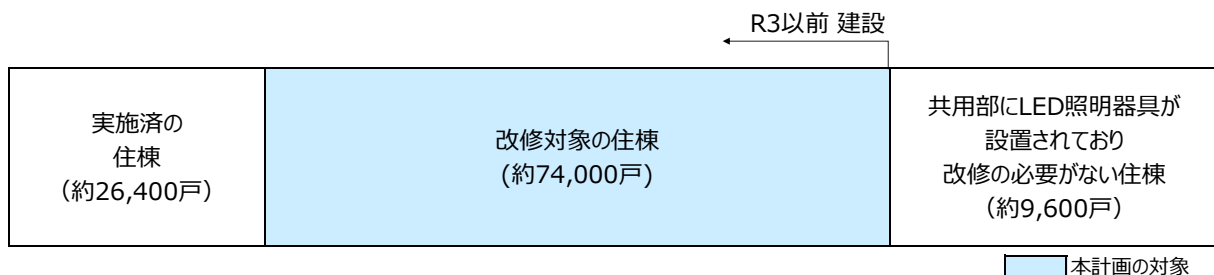 R3以前 建設
実施済の
住棟
（約26,400戸）
改修対象の住棟
(約74,000戸)
共用部にLED照明器具が
設置されており
改修の必要がない住棟
（約9,600戸）
本計画の対象